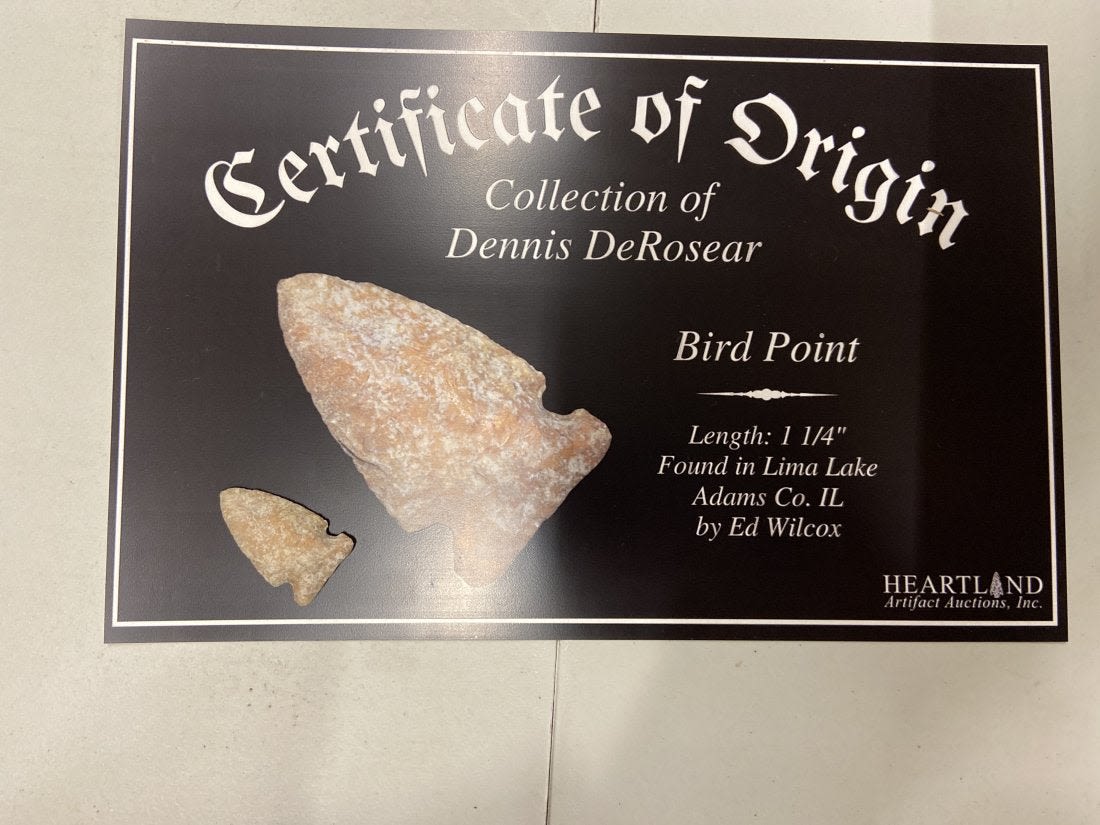 Certificate of Origin
Collection of
Dennis DeRosear
Bird Point
Length: 1 1/4"
Found in Lima Lake
Adams Co. IL
by Ed Wilcox
HEARTLAND
Artifact Auctions, Inc.